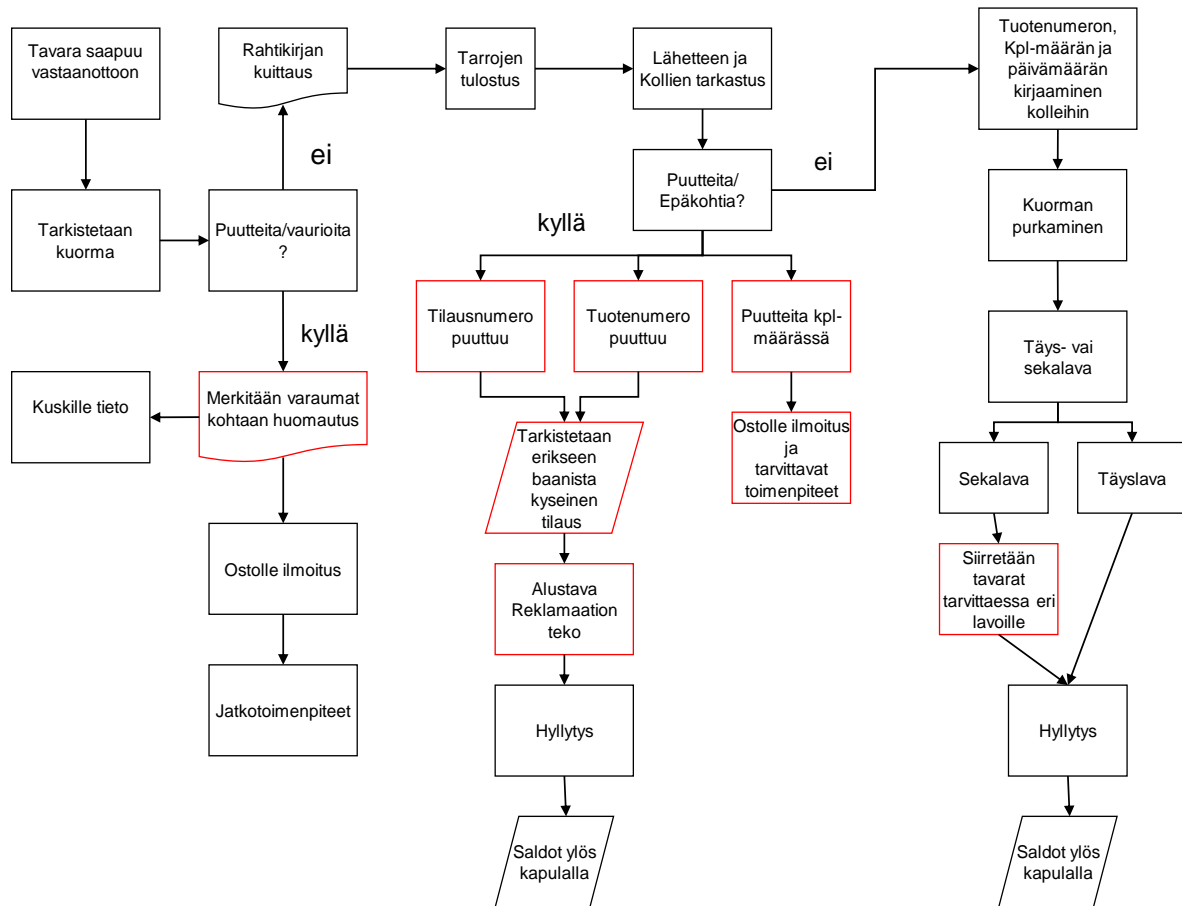 Tavara saapuu
vastaanottoon
Rahtikirjan
kuittaus
Tarrojen
tulostus
Lähetteen ja
Kollien tarkastus
Tuotenumeron,
Kpl-määrän ja
päivämäärän
kirjaaminen
kolleihin
ei
ei
Tarkistetaan
kuorma
Puutteita/vaurioita
?
Puutteita/
Epäkohtia?
Kuorman
purkaminen
kyllä
kyllä
Tilausnumero
puuttuu
Tuotenumero
puuttuu
Puutteita kpl-
määrässä
Täys- vai
sekalava
Kuskille tieto
Merkitään varaumat
kohtaan huomautus
Tarkistetaan
erikseen
baanista
kyseinen
tilaus
Ostolle ilmoitus
ja
tarvittavat
toimenpiteet
Sekalava
Täyslava
Ostolle ilmoitus
Alustava
Reklamaation
teko
Siirretään
tavarat
tarvittaessa eri
lavoille
Jatkotoimenpiteet
Hyllytys
Hyllytys
Saldot ylös
kapulalla
Saldot ylös
kapulalla